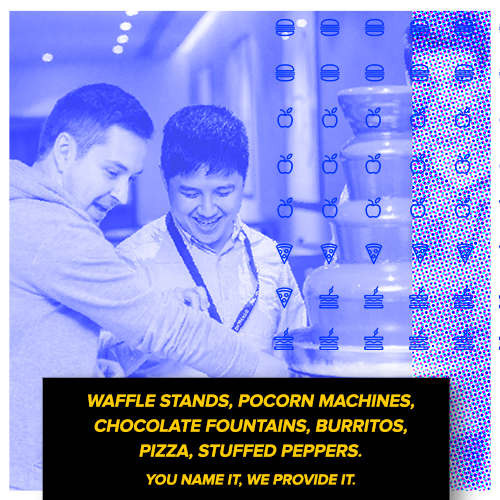 WAFFLE STANDS, POCORN MACHINES,
CHOCOLATE FOUNTAINS, BURRITOS,
PIZZA, STUFFED PEPPERS.
YOU NAME IT, WE PROVIDE IT.